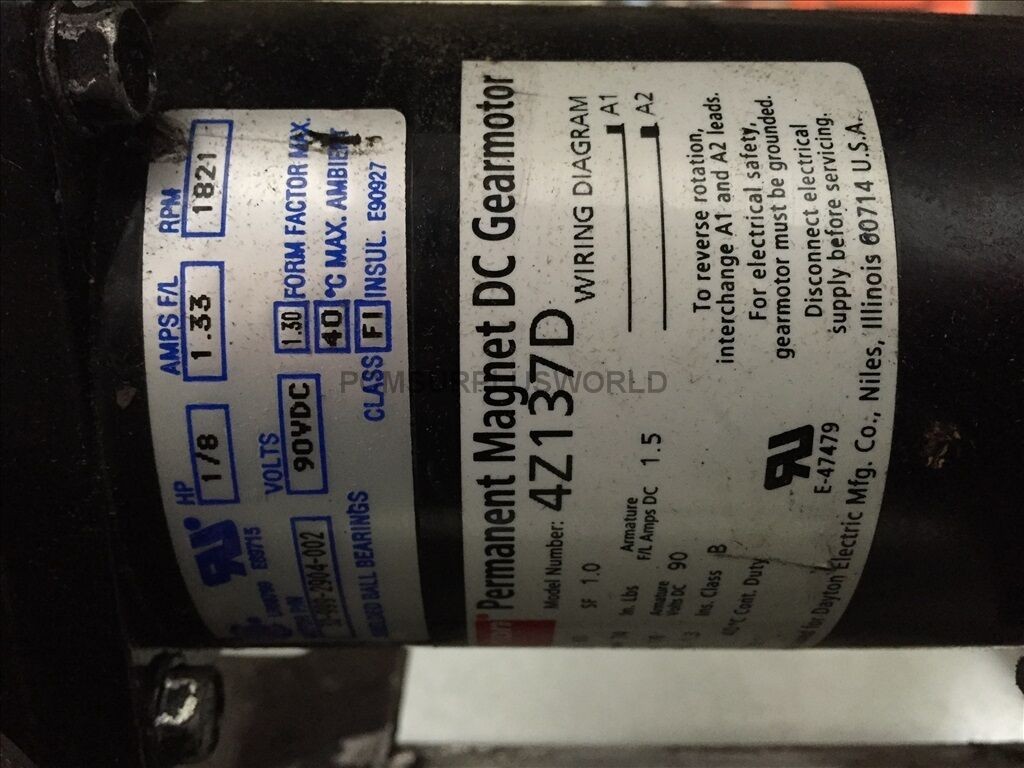 HP AMPS F/L RPM
1/8 1.33 1821
VOLTS
90VDC
1.30 FORM FACTOR MAX.
40 °C MAX. AMBIENT
CLASS F1 INSUL. E90927
BALL BEARINGS
Permanent Magnet DC Gearmotor
Model Number: 4Z137D
SF 1.0
In. Lbs
Armature
F/L Amps DC 1.5
Armature
Volts DC 90
Ins. Class B
40°C Cont. Duty
WIRING DIAGRAM
A1
A2
To reverse rotation,
interchange A1 and A2 leads.
For electrical safety,
gearmotor must be grounded.
Disconnect electrical
supply before servicing.
E-47479
for Dayton Electric Mfg. Co., Niles, Illinois 60714 U.S.A.